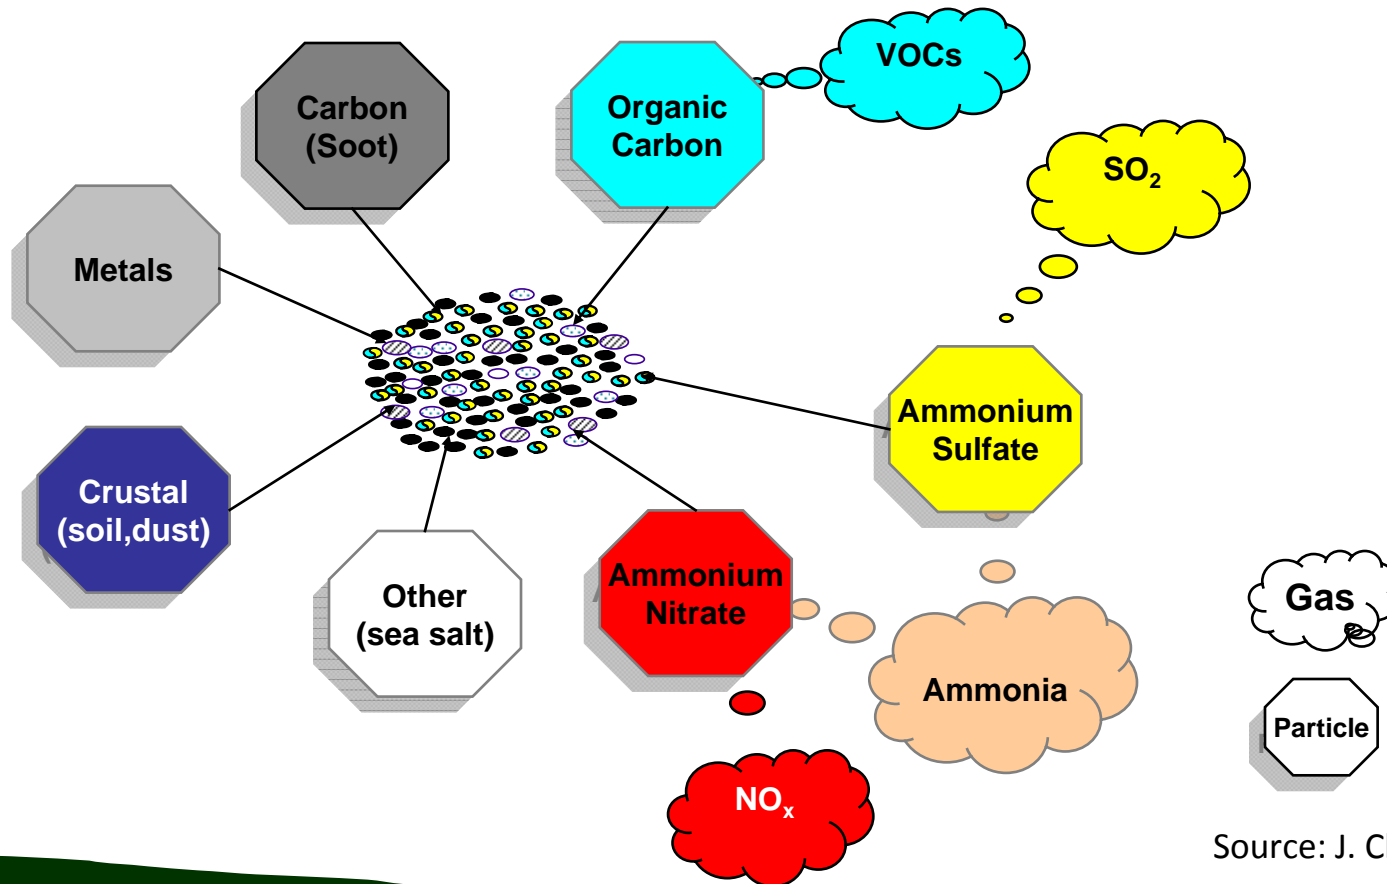 VOCs
Carbon
(Soot)
Organic
Carbon
SO2
Metals
Ammonium
Sulfate
Crustal
(soil,dust)
Other
(sea salt)
Ammonium
Nitrate
Ammonia
NOx
Gas
Particle
Source: J.